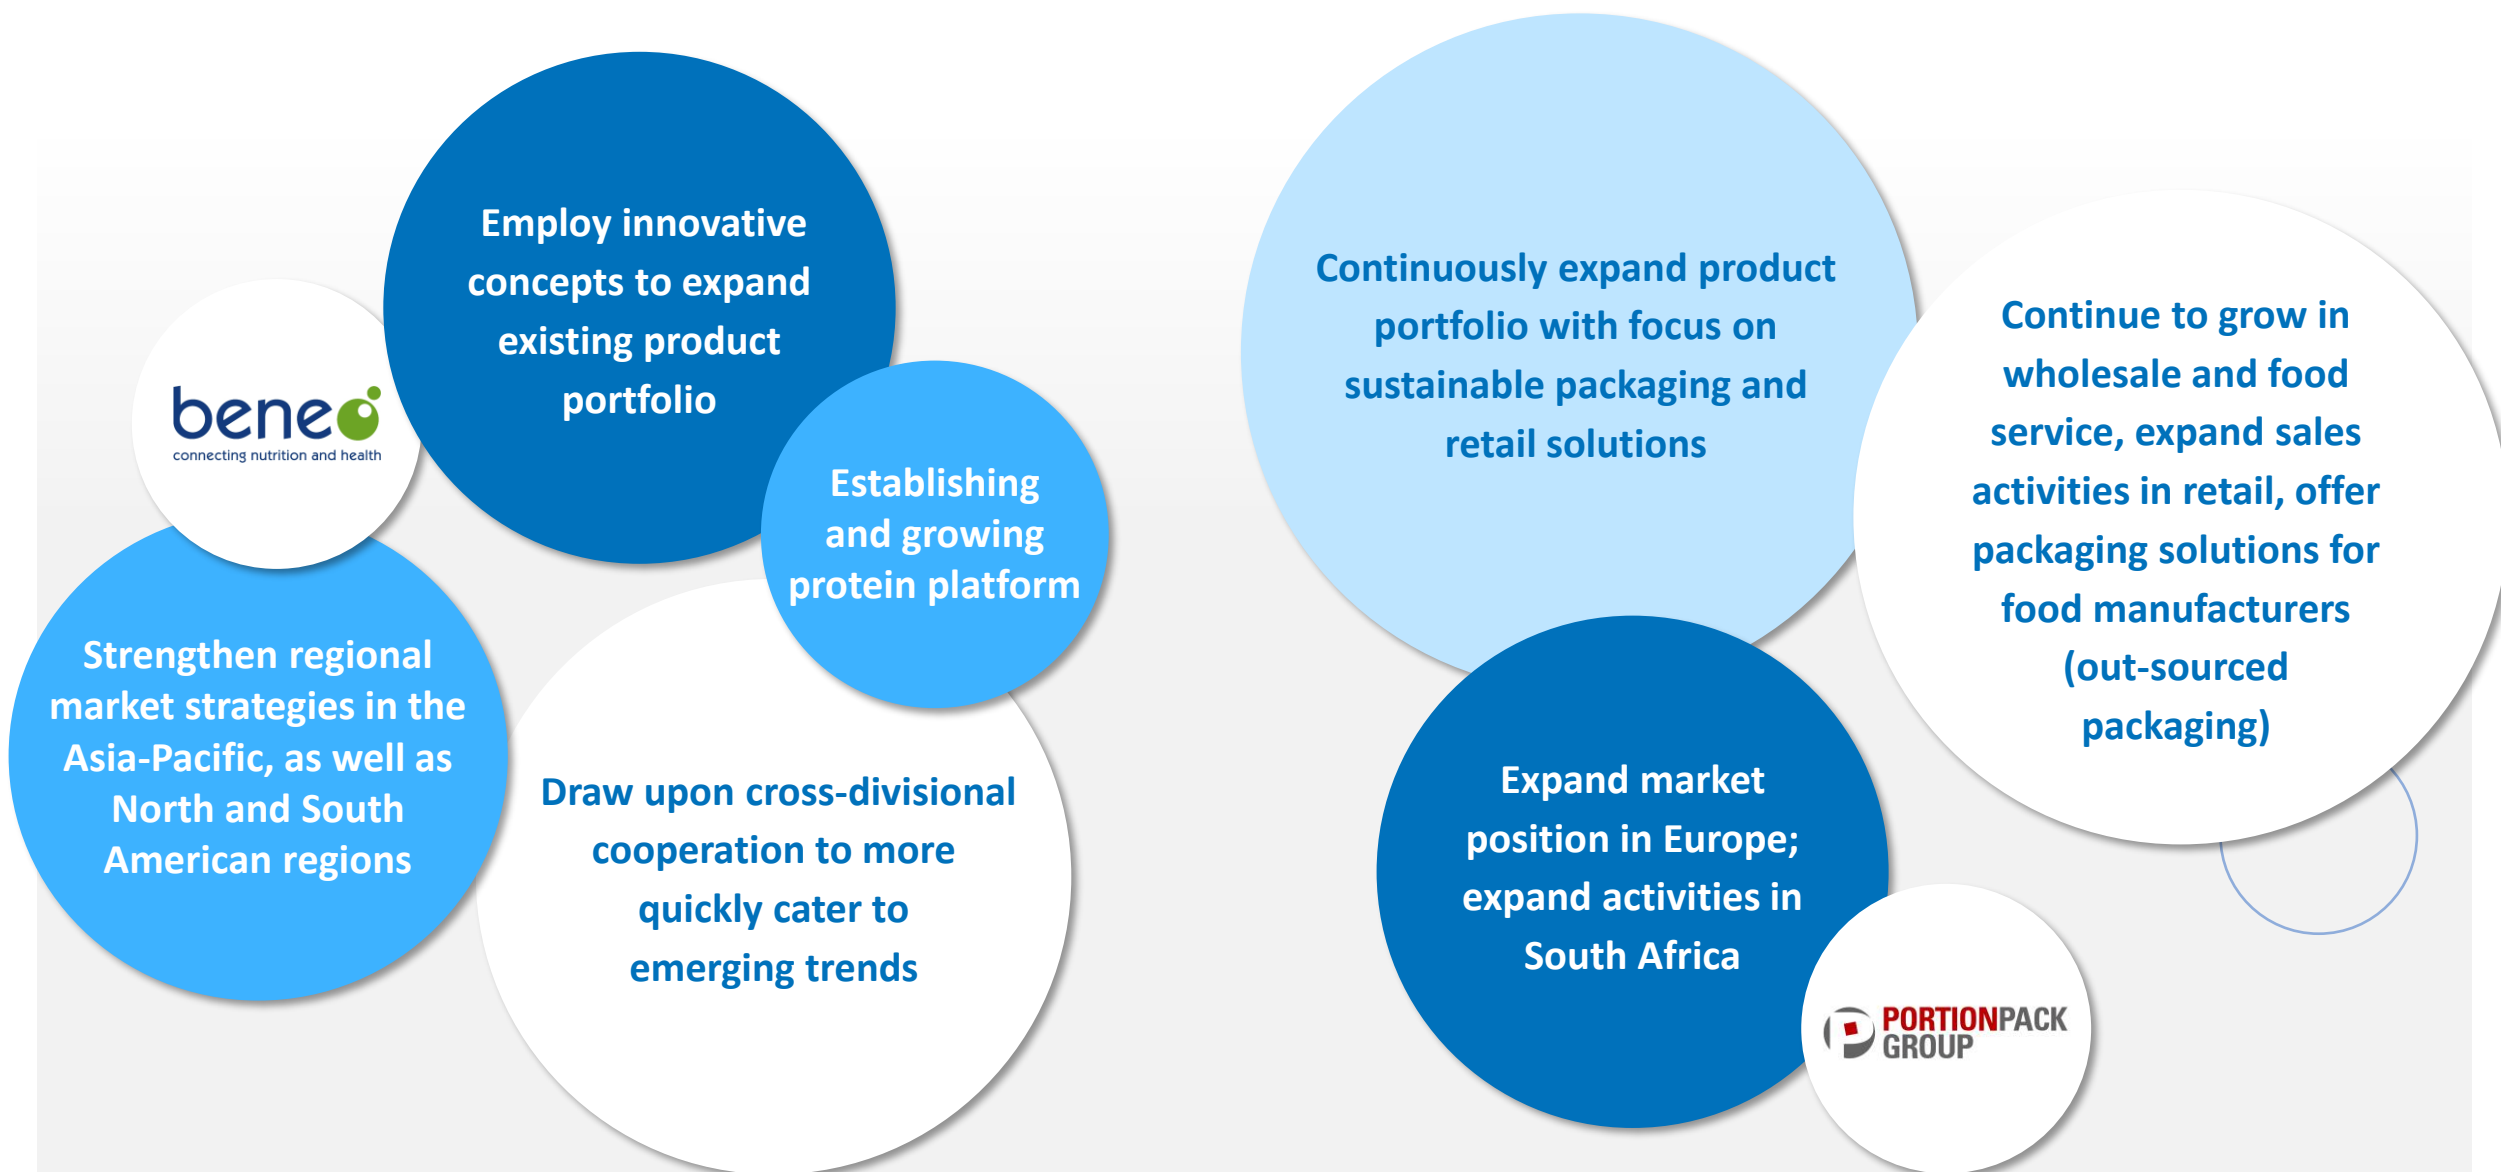 Employ innovative
concepts to expand
existing product
portfolio
beneo
connecting nutrition and health
Establishing
and growing
protein platform
Strengthen regional
market strategies in the
Asia-Pacific, as well as
North and South
American regions
Draw upon cross-divisional
cooperation to more
quickly cater to
emerging trends
Continuously expand product
portfolio with focus on
sustainable packaging and
retail solutions
Continue to grow in
wholesale and food
service, expand sales
activities in retail, offer
packaging solutions for
food manufacturers
(out-sourced
packaging)
Expand market
position in Europe;
expand activities in
South Africa
PORTIONPACK
GROUP